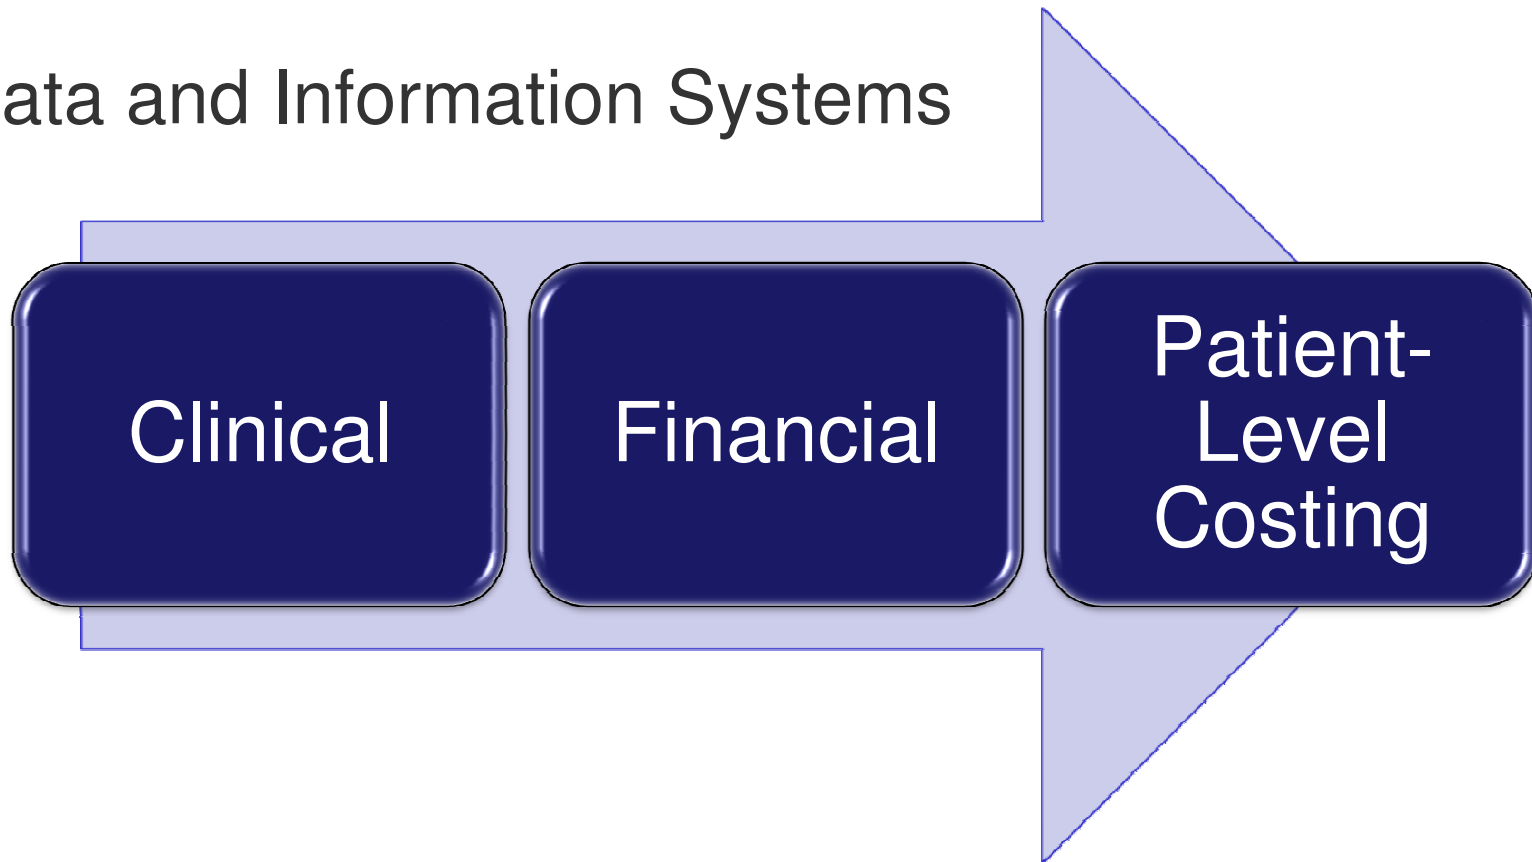 ata and Information Systems
Clinical
Financial
Patient-
Level
Costing